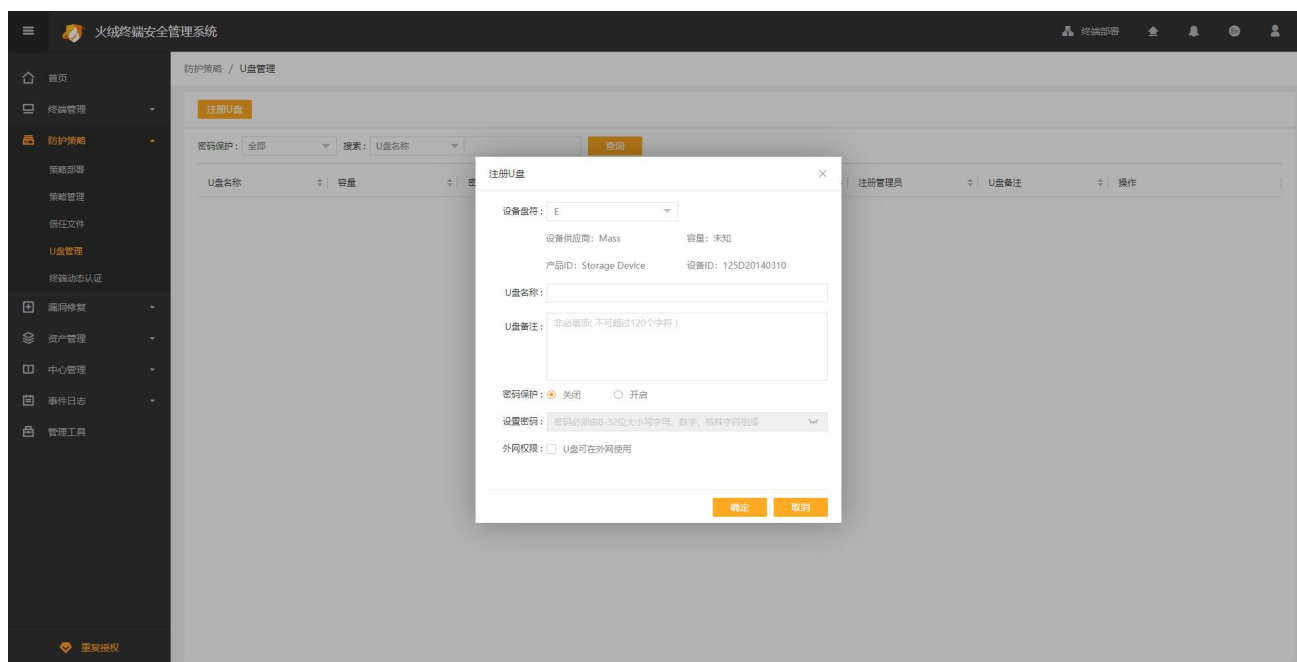 火绒终端安全管理系统
终端部署
首页
终端管理
防护策略
策略部署
策略管理
信任文件
U盘管理
终端动态认证
漏洞修复
资产管理
中心管理
事件日志
管理工具
重复授权
防护策略 / U盘管理
注册U盘
密码保护： 全部 搜索： U盘名称 查询
U盘名称 容量 密 注册管理员 U盘备注 操作
注册U盘
设备盘符： E
设备供应商：Mass 容量：未知
产品ID：Storage Device 设备ID：125D20140310
U盘名称：
U盘备注： 非必填项(不可超过120个字符)
密码保护： 关闭 开启
设置密码： 密码必须由8-32位大小写字母、数字、特殊字符组成
外网权限： U盘可在外网使用
确定 取消